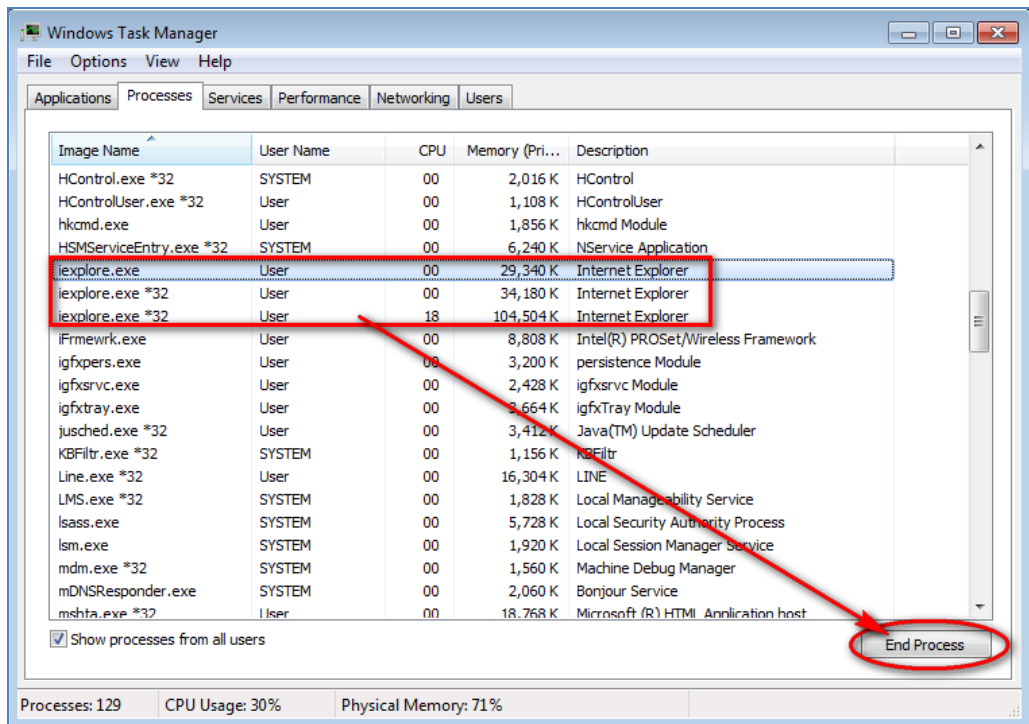 Windows Task Manager
File Options View Help
Applications Processes Services Performance Networking Users
Image Name User Name CPU Memory (Pri... Description
HControl.exe *32 SYSTEM 00 2,016 K HControl
HControlUser.exe *32 User 00 1,108 K HControlUser
hkcmd.exe User 00 1,856 K hkcmd Module
HSMServiceEntry.exe *32 SYSTEM 00 6,240 K NService Application
iexplore.exe User 00 29,340 K Internet Explorer
iexplore.exe *32 User 00 34,180 K Internet Explorer
iexplore.exe *32 User 18 104,504 K Internet Explorer
iFrmewrk.exe User 00 8,808 K Intel(R) PROSet/Wireless Framework
igfxpers.exe User 00 3,200 K persistence Module
igfxsrvc.exe User 00 2,428 K igfxsrvc Module
igfxtray.exe User 00 3,664 K igfxTray Module
jusched.exe *32 User 00 3,412 K Java(TM) Update Scheduler
KBFiltr.exe *32 SYSTEM 00 1,156 K KBFiltr
Line.exe *32 User 00 16,304 K LINE
LMS.exe *32 SYSTEM 00 1,828 K Local Manageability Service
lsass.exe SYSTEM 00 5,728 K Local Security Authority Process
lsm.exe SYSTEM 00 1,920 K Local Session Manager Service
mdm.exe *32 SYSTEM 00 1,560 K Machine Debug Manager
mDNSResponder.exe SYSTEM 00 2,060 K Bonjour Service
mshta.exe *32 User 00 18,768 K Microsoft (R) HTML Application host
Show processes from all users
End Process
Processes: 129 CPU Usage: 30% Physical Memory: 71%